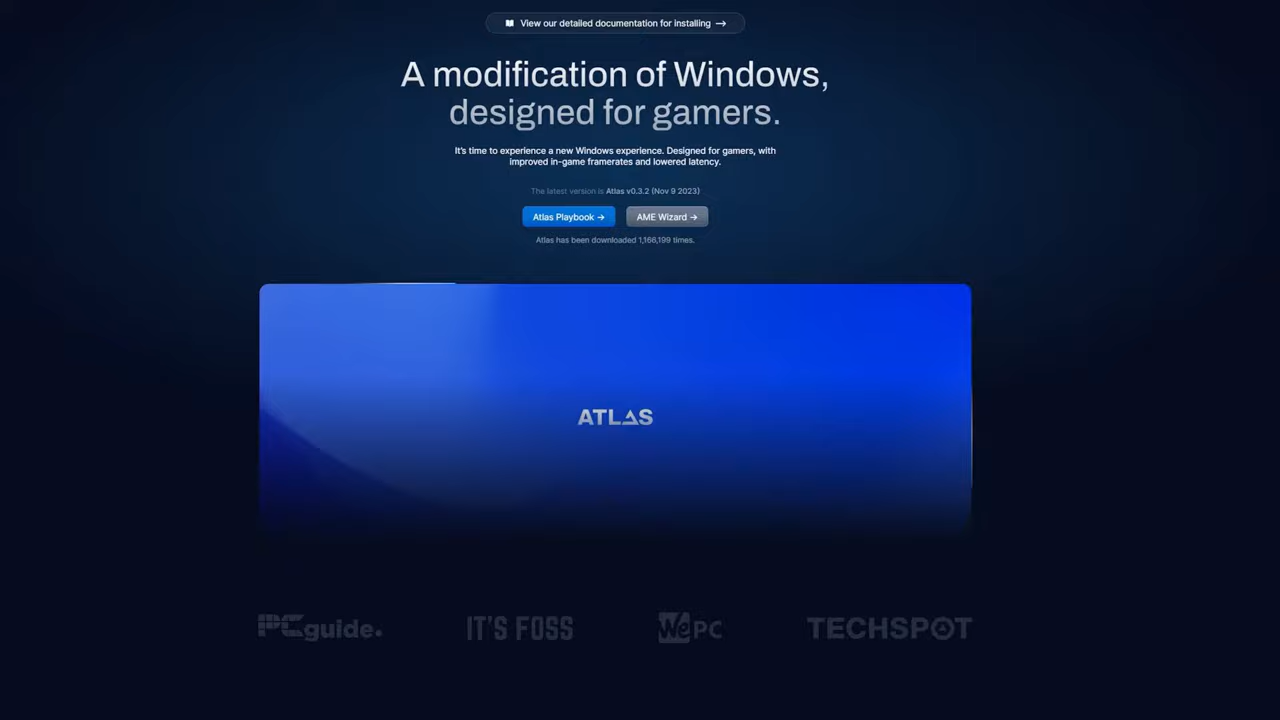 View our detailed documentation for installing →
A modification of Windows,
designed for gamers.
It's time to experience a new Windows experience. Designed for gamers, with
improved in-game framerates and lowered latency.
The latest version is Atlas v0.3.2 (Nov 9 2023)
Atlas Playbook → AME Wizard →
Atlas has been downloaded 1,166,199 times.
ATLAS
PCguide. IT'S FOSS WePC TECHSPOT